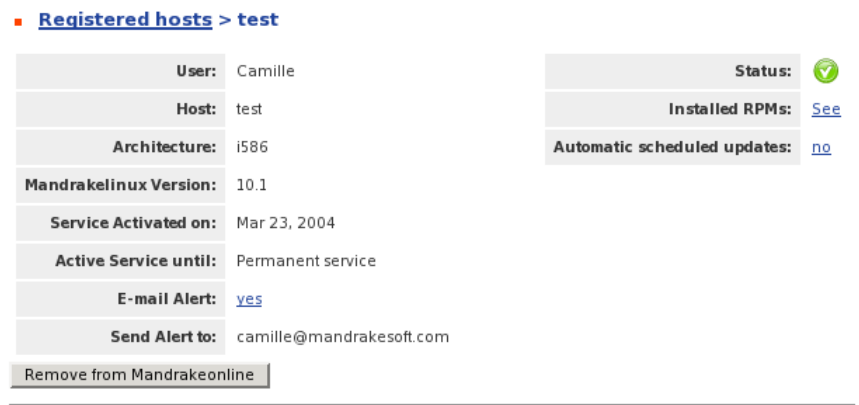 Registered hosts > test
User: Camille Status:
Host: test Installed RPMs: See
Architecture: i586 Automatic scheduled updates: no
Mandrakelinux Version: 10.1
Service Activated on: Mar 23, 2004
Active Service until: Permanent service
E-mail Alert: yes
Send Alert to: camille@mandrakesoft.com
Remove from Mandrakeonline